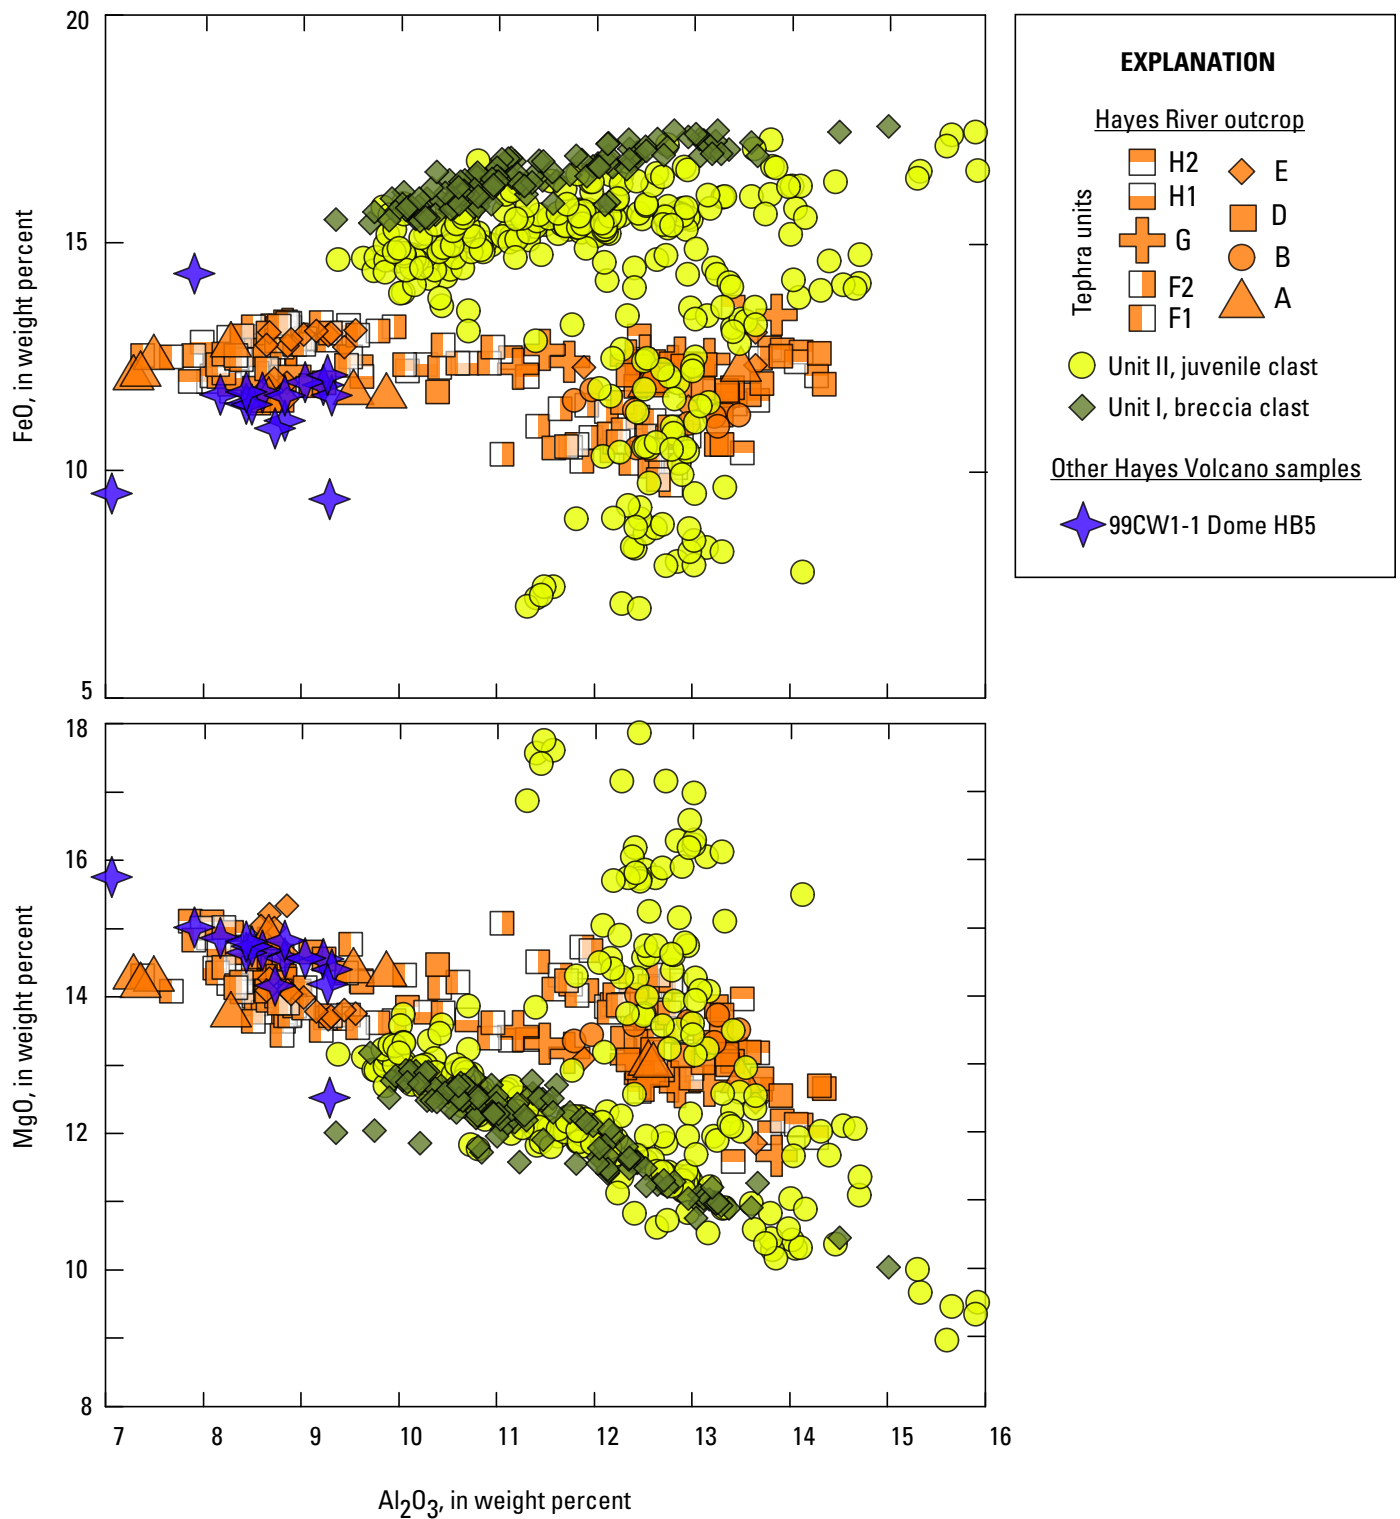 20
15
10
5
FeO, in weight percent
18
16
14
12
10
8
MgO, in weight percent
7 8 9 10 11 12 13 14 15 16
Al2O3, in weight percent
EXPLANATION
Hayes River outcrop
Tephra units
H2
H1
G
F2
F1
E
D
B
A
Unit II, juvenile clast
Unit I, breccia clast
Other Hayes Volcano samples
99CW1-1 Dome HB5